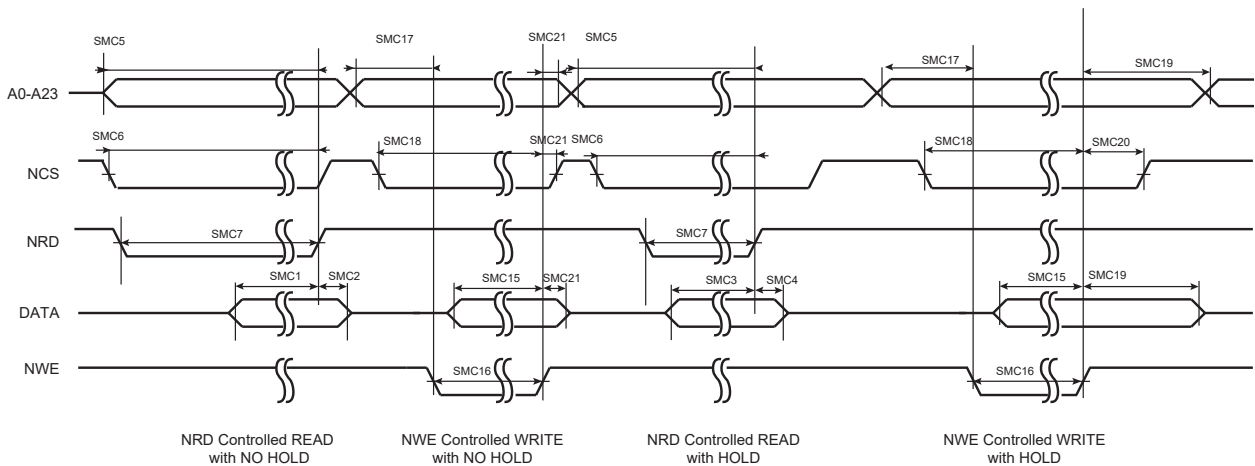 SMC5 SMC17 SMC21 SMC5 SMC17 SMC19
A0-A23
SMC6 SMC18 SMC21 SMC6 SMC18 SMC20
NCS
NRD SMC7 SMC7
SMC1 SMC2 SMC15 SMC21 SMC3 SMC4 SMC15 SMC19
DATA
NWE SMC16 SMC16
NRD Controlled READ NWE Controlled WRITE NRD Controlled READ NWE Controlled WRITE
with NO HOLD with NO HOLD with HOLD with HOLD